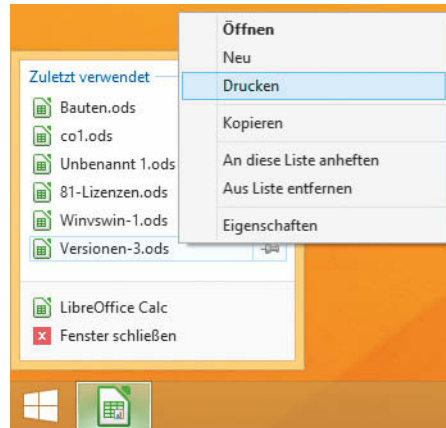 Öffnen
Neu
Drucken
Kopieren
An diese Liste anheften
Aus Liste entfernen
Eigenschaften
Zuletzt verwendet
Bauten.ods
co1.ods
Unbenannt 1.ods
81-Lizenzen.ods
Winvswin-1.ods
Versionen-3.ods
LibreOffice Calc
Fenster schließen